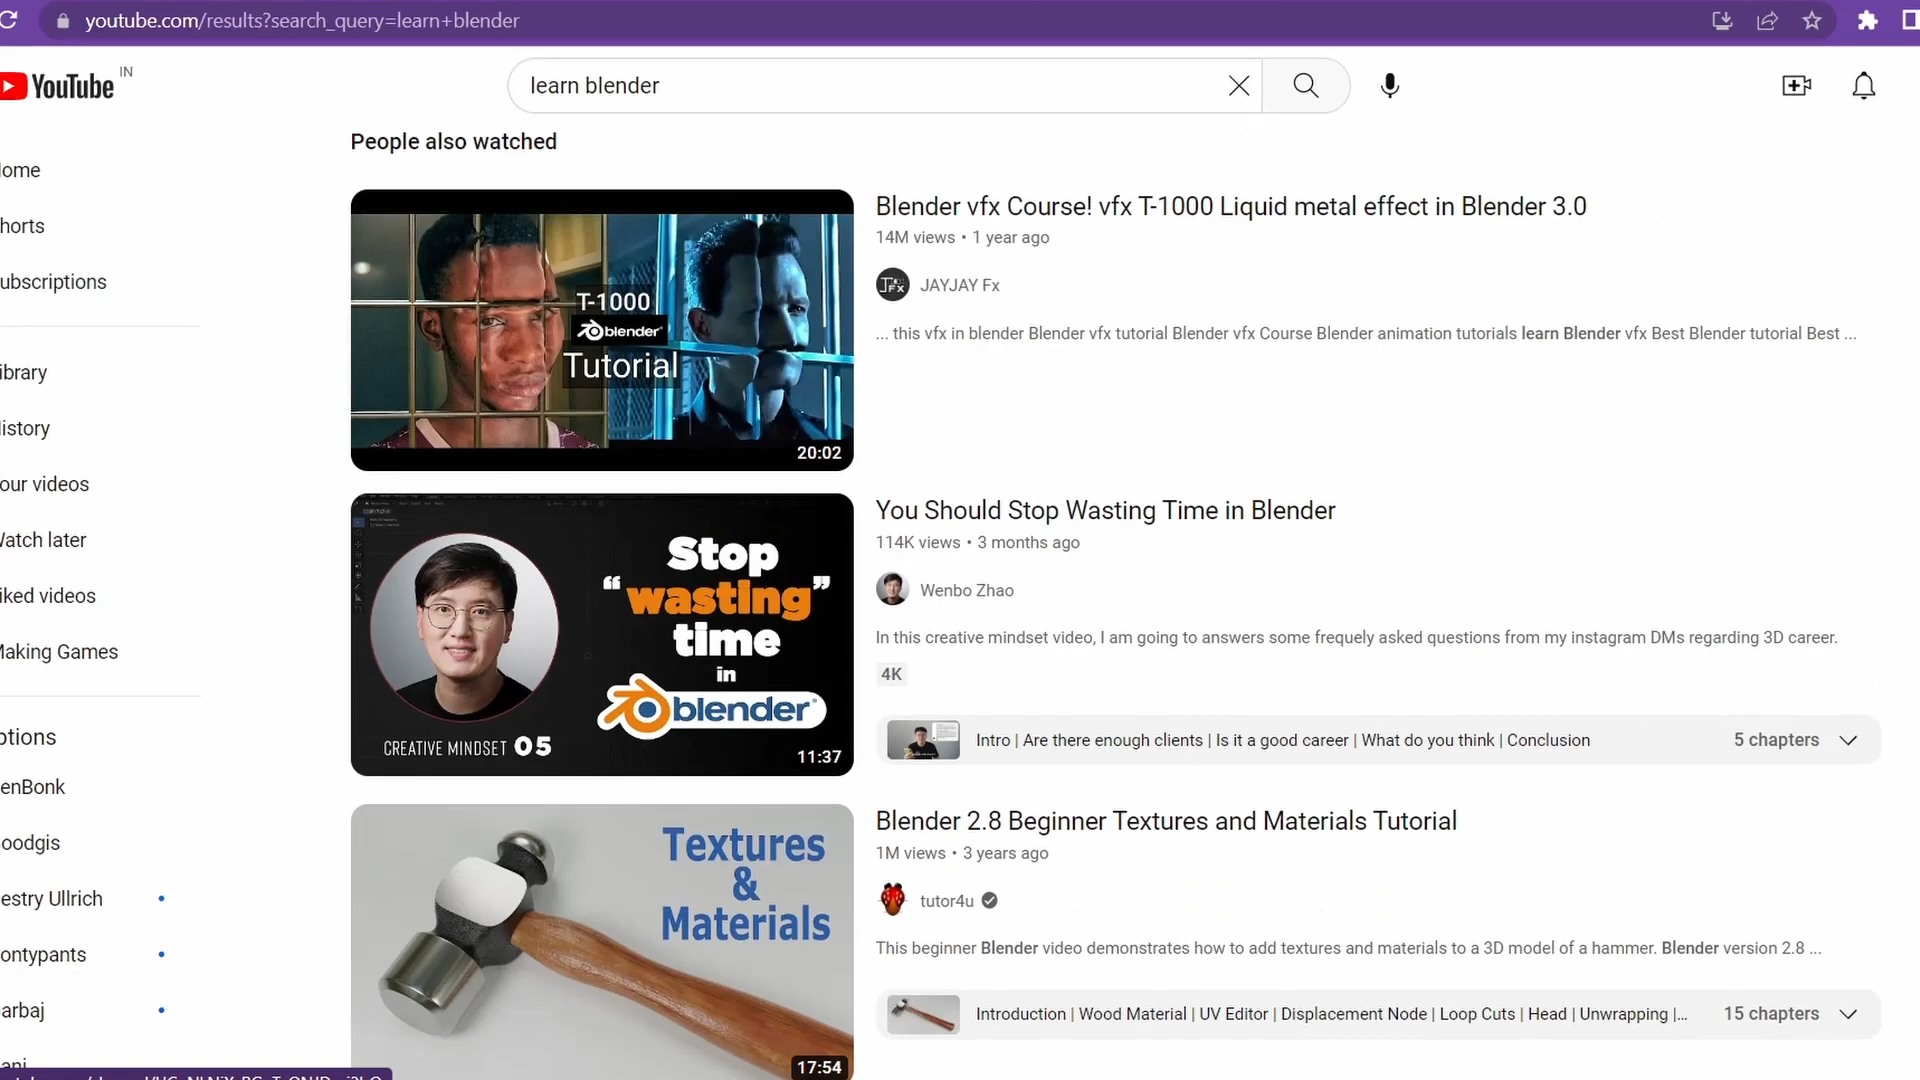 youtube.com/results?search_query=learn+blender
YouTube IN
learn blender
People also watched
ome
horts
ubscriptions
ibrary
istory
our videos
Watch later
iked videos
Making Games
ptions
enBonk
oodgis
estry Ullrich
ontypants
arbaj
T-1000
blender
Tutorial
20:02
Blender vfx Course! vfx T-1000 Liquid metal effect in Blender 3.0
14M views • 1 year ago
JFX
JAYJAY Fx
... this vfx in blender Blender vfx tutorial Blender vfx Course Blender animation tutorials learn Blender vfx Best Blender tutorial Best ...
Stop
“wasting”
time
in
blender
CREATIVE MINDSET 05
11:37
You Should Stop Wasting Time in Blender
114K views • 3 months ago
Wenbo Zhao
In this creative mindset video, I am going to answers some frequely asked questions from my instagram DMs regarding 3D career.
4K
Intro | Are there enough clients | Is it a good career | What do you think | Conclusion 5 chapters
Textures
&
Materials
17:54
Blender 2.8 Beginner Textures and Materials Tutorial
1M views • 3 years ago
tutor4u
This beginner Blender video demonstrates how to add textures and materials to a 3D model of a hammer. Blender version 2.8 ...
Introduction | Wood Material | UV Editor | Displacement Node | Loop Cuts | Head | Unwrapping |... 15 chapters